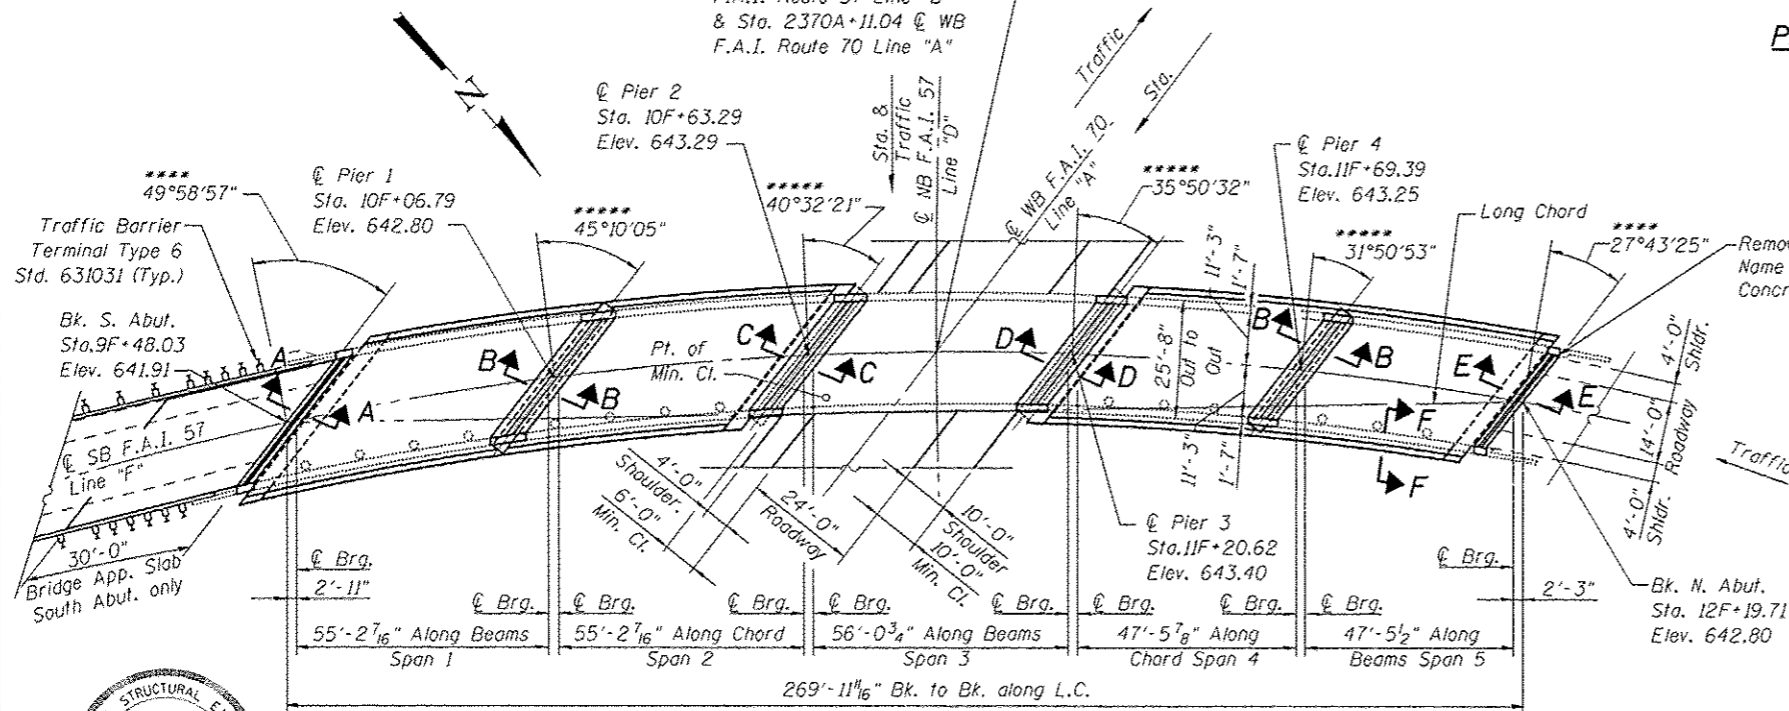 & Sta. 2370A+11.04 ℄ WB
F.A.I. Route 70 Line "A"
P
N
℄ Pier 2
Sta. 10F+63.29
Elev. 643.29
Sta. &
Traffic
℄ NB F.A.I. 57
Line "D"
Traffic
Sta.
℄ WB F.A.I. 70
Line "A"
℄ Pier 4
Sta.11F+69.39
Elev. 643.25
****
49°58'57"
℄ Pier 1
Sta. 10F+06.79
Elev. 642.80
*****
45°10'05"
*****
40°32'21"
*****
35°50'32"
*****
31°50'53"
Long Chord
****
27°43'25"
Traffic Barrier
Terminal Type 6
Std. 631031 (Typ.)
Bk. S. Abut.
Sta.9F+48.03
Elev. 641.91
A
A
B
B
C
C
Pt. of
Min. Cl.
D
D
25'-8"
Out to
Out
11'-3"
1'-7"
11'-3"
1'-7"
B
B
E
E
F
F
4'-0"
Shldr.
14'-0"
Roadway
4'-0"
Shldr.
℄ SB F.A.I. 57
Line "F"
30'-0"
Bridge App. Slab
South Abut. only
4'-0"
Shoulder
6'-0"
Min. Cl.
24'-0"
Roadway
10'-0"
Shoulder
10'-0"
Min. Cl.
℄ Pier 3
Sta.11F+20.62
Elev. 643.40
℄ Brg.
2'-11"
℄ Brg.
2'-3"
Bk. N. Abut.
Sta. 12F+19.71
Elev. 642.80
℄ Brg. ℄ Brg. ℄ Brg. ℄ Brg. ℄ Brg. ℄ Brg. ℄ Brg. ℄ Brg.
55'-2 7/16" Along Beams
Span 1
55'-2 7/16" Along Chord
Span 2
56'-0 3/4" Along Beams
Span 3
47'-5 7/8" Along
Chord Span 4
47'-5 1/2" Along
Beams Span 5
269'-11 11/16" Bk. to Bk. along L.C.
STRUCTURAL